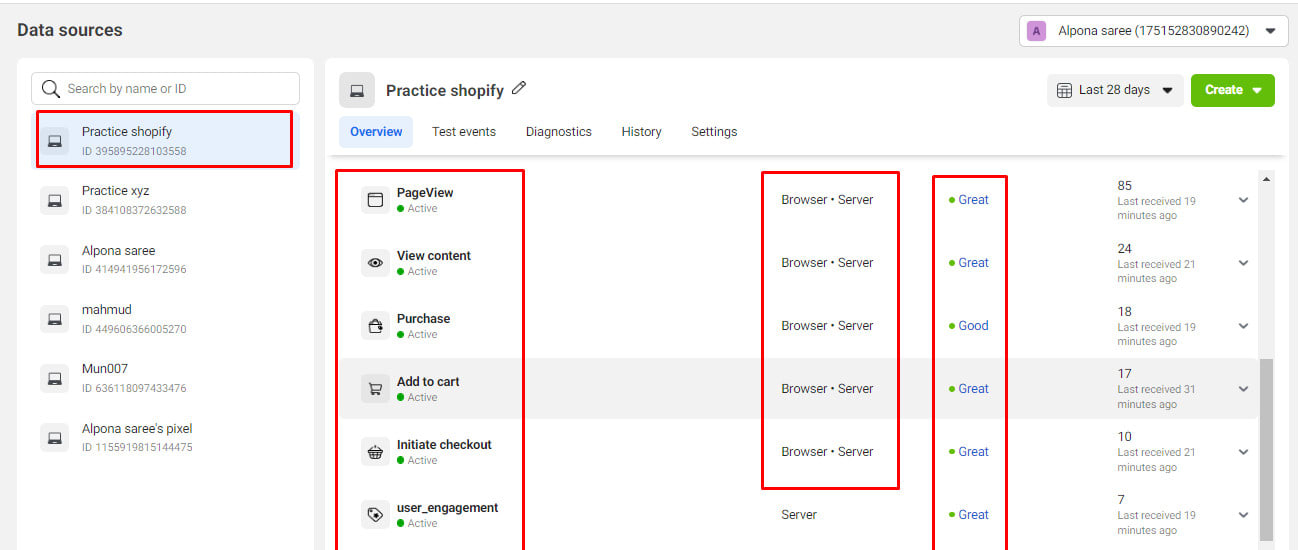 Data sources
A Alpona saree (175152830890242)
Search by name or ID
Practice shopify
ID 395895228103558
Practice xyz
ID 384108372632588
Alpona saree
ID 414941956172596
mahmud
ID 449606366005270
Mun007
ID 636118097433476
Alpona saree's pixel
ID 1155919815144475
Practice shopify
Last 28 days
Create
Overview Test events Diagnostics History Settings
PageView
Active
Browser • Server
Great
85
Last received 19
minutes ago
View content
Active
Browser • Server
Great
24
Last received 21
minutes ago
Purchase
Active
Browser • Server
Good
18
Last received 19
minutes ago
Add to cart
Active
Browser • Server
Great
17
Last received 31
minutes ago
Initiate checkout
Active
Browser • Server
Great
10
Last received 21
minutes ago
user_engagement
Active
Server
Great
7
Last received 19
minutes ago